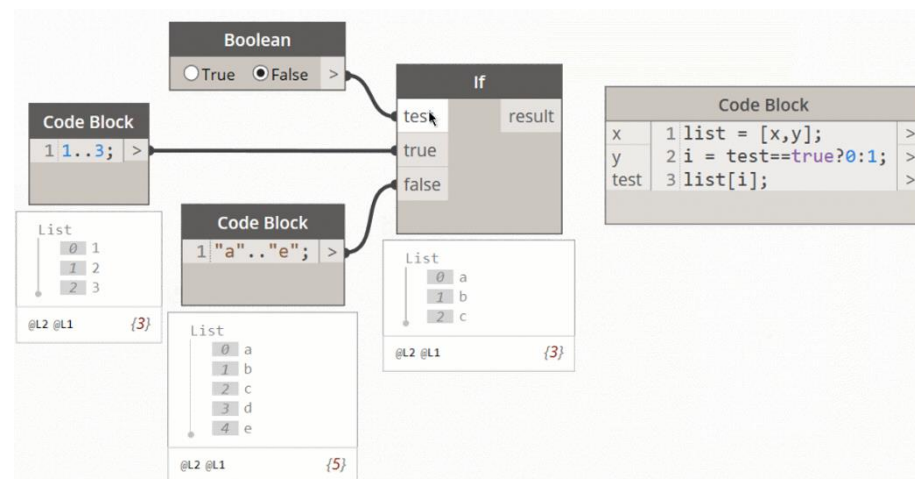 Boolean
True False >
Code Block
1 1..3; >
List
0 1
1 2
2 3
@L2 @L1 {3}
Code Block
1 "a".."e"; >
List
0 a
1 b
2 c
3 d
4 e
@L2 @L1 {5}
If
test result
true
false
List
0 a
1 b
2 c
@L2 @L1 {3}
Code Block
x 1 list = [x,y]; >
y 2 i = test==true?0:1; >
test 3 list[i]; >